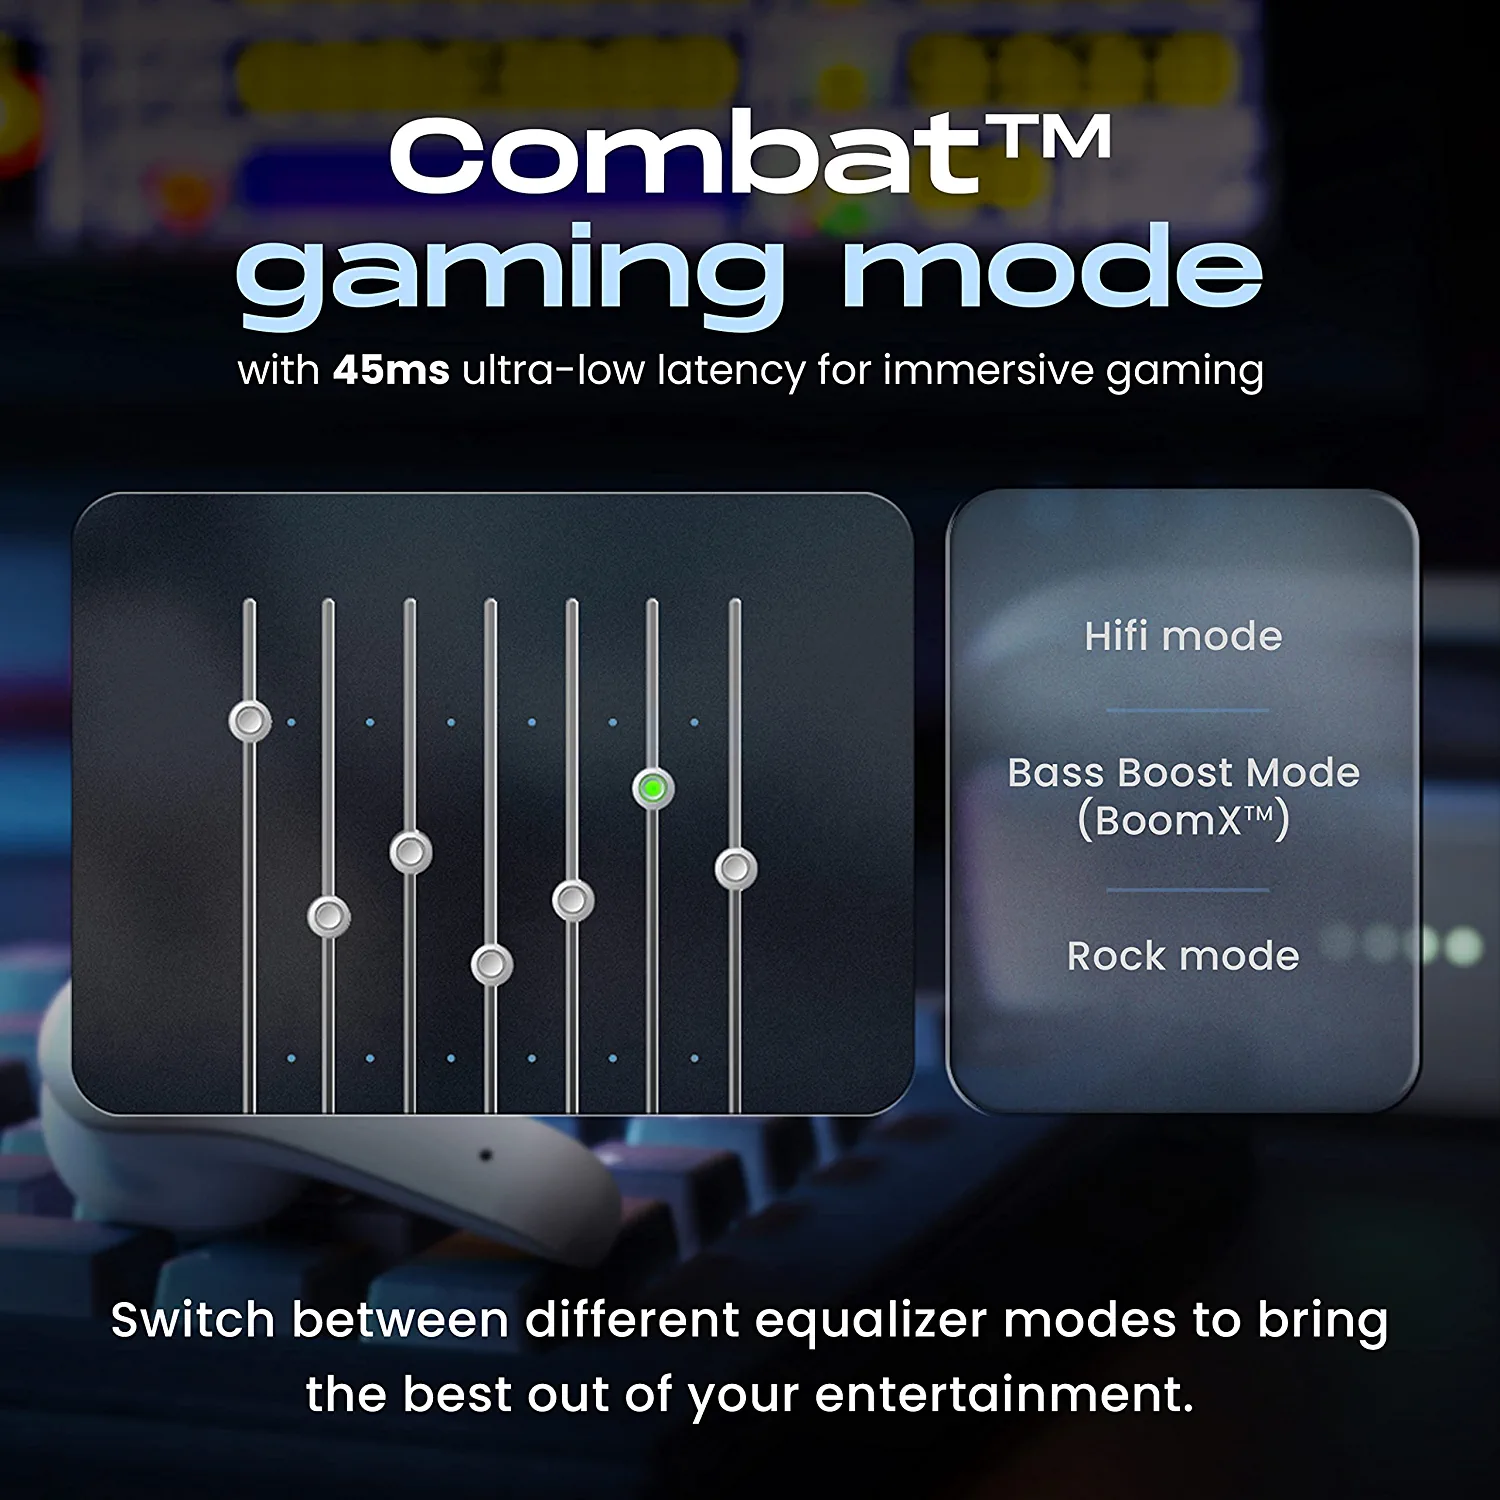 Combat™
gaming mode
with 45ms ultra-low latency for immersive gaming
Hifi mode
Bass Boost Mode
(BoomX™)
Rock mode
Switch between different equalizer modes to bring
the best out of your entertainment.